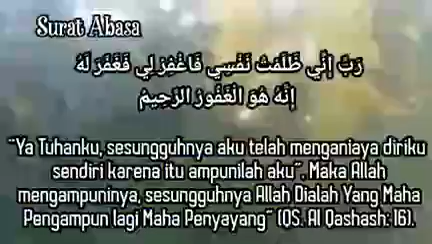 Surat Abasa
رَبِّ إِنِّي ظَلَمْتُ نَفْسِي فَاغْفِرْ لِي فَغَفَرَ لَهُ
إِنَّهُ هُوَ الْغَفُورُ الرَّحِيمُ
"Ya Tuhanku, sesungguhnya aku telah menganiaya diriku
sendiri karena itu ampunilah aku". Maka Allah
mengampuninya, sesungguhnya Allah Dialah Yang Maha
Pengampun lagi Maha Penyayang" (QS. Al Qashash: 16).